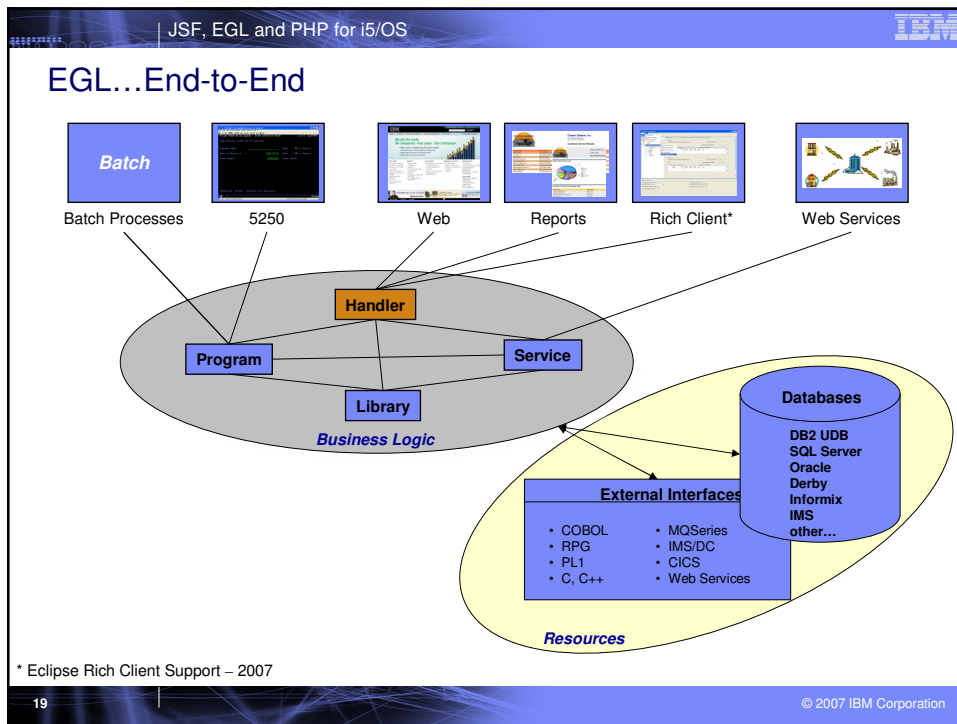 JSF, EGL and PHP for i5/OS
IBM
EGL…End-to-End
Batch
Batch Processes
5250
Web
Reports
Rich Client*
Web Services
Handler
Program
Service
Library
Business Logic
Databases
DB2 UDB
SQL Server
Oracle
Derby
Informix
IMS
other…
External Interfaces
• COBOL
• RPG
• PL1
• C, C++
• MQSeries
• IMS/DC
• CICS
• Web Services
Resources
* Eclipse Rich Client Support – 2007
19
© 2007 IBM Corporation